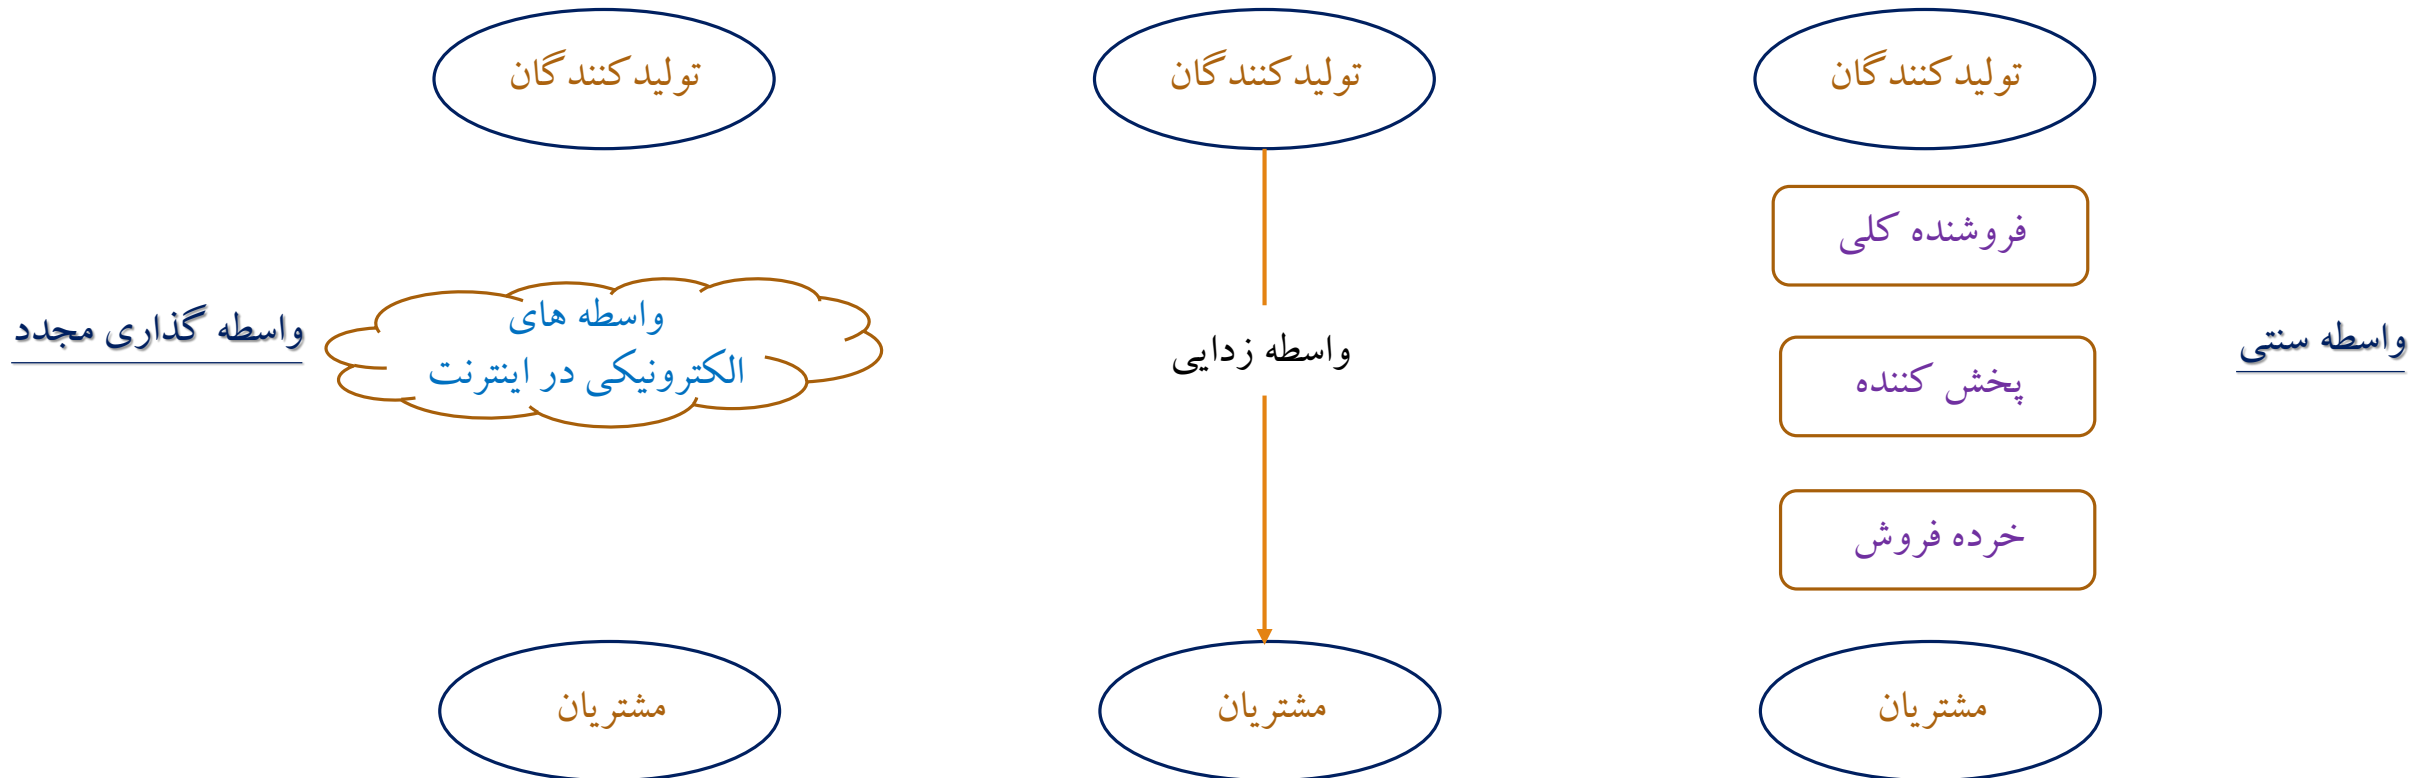 تولیدکنندگان
تولیدکنندگان
تولیدکنندگان
فروشنده کلی
واسطه های
الکترونیکی در اینترنت
واسطه گذاری مجدد
واسطه زدایی
پخش کننده
واسطه سنتی
خرده فروش
مشتریان
مشتریان
مشتریان